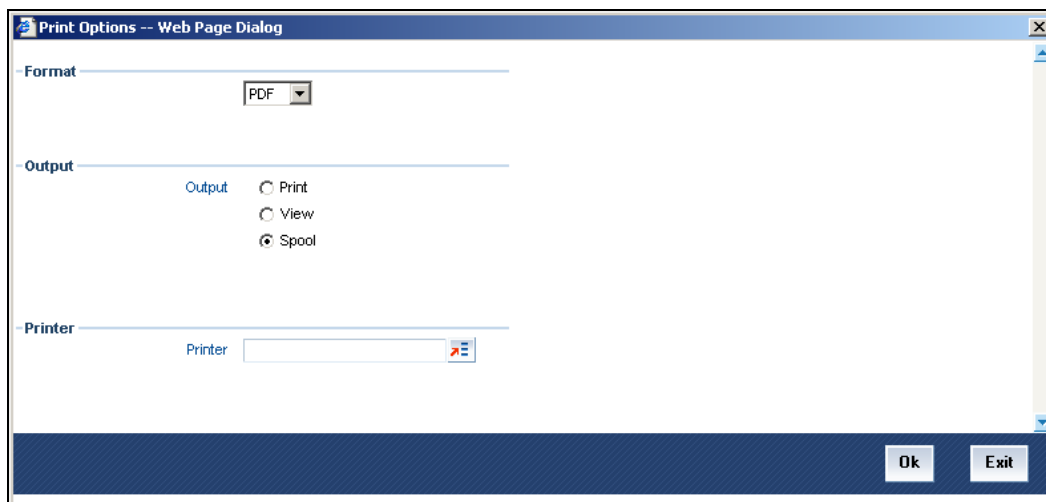 Print Options -- Web Page Dialog
Format
PDF
Output
Output Print
View
Spool
Printer
Printer
Ok Exit